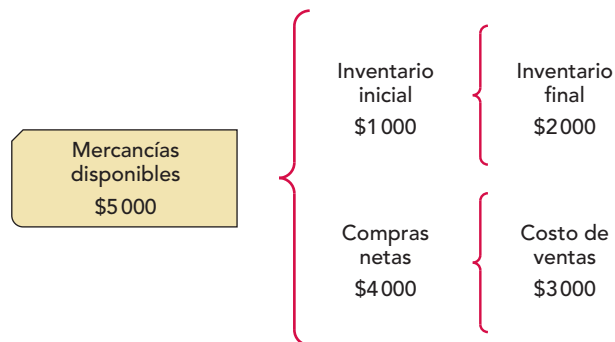 Mercancías
disponibles
$5 000
Inventario
inicial
$1 000
Inventario
final
$2 000
Compras
netas
$4 000
Costo de
ventas
$3 000